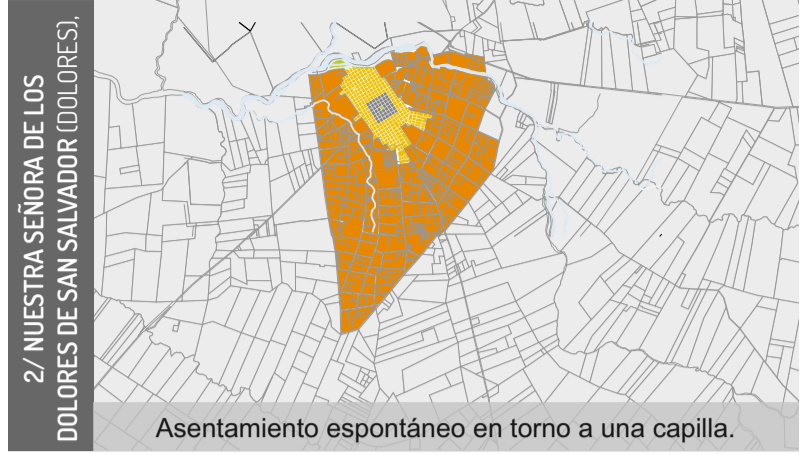 2/ NUESTRA SEÑORA DE LOS
DOLORES DE SAN SALVADOR (DOLORES),
Asentamiento espontáneo en torno a una capilla.